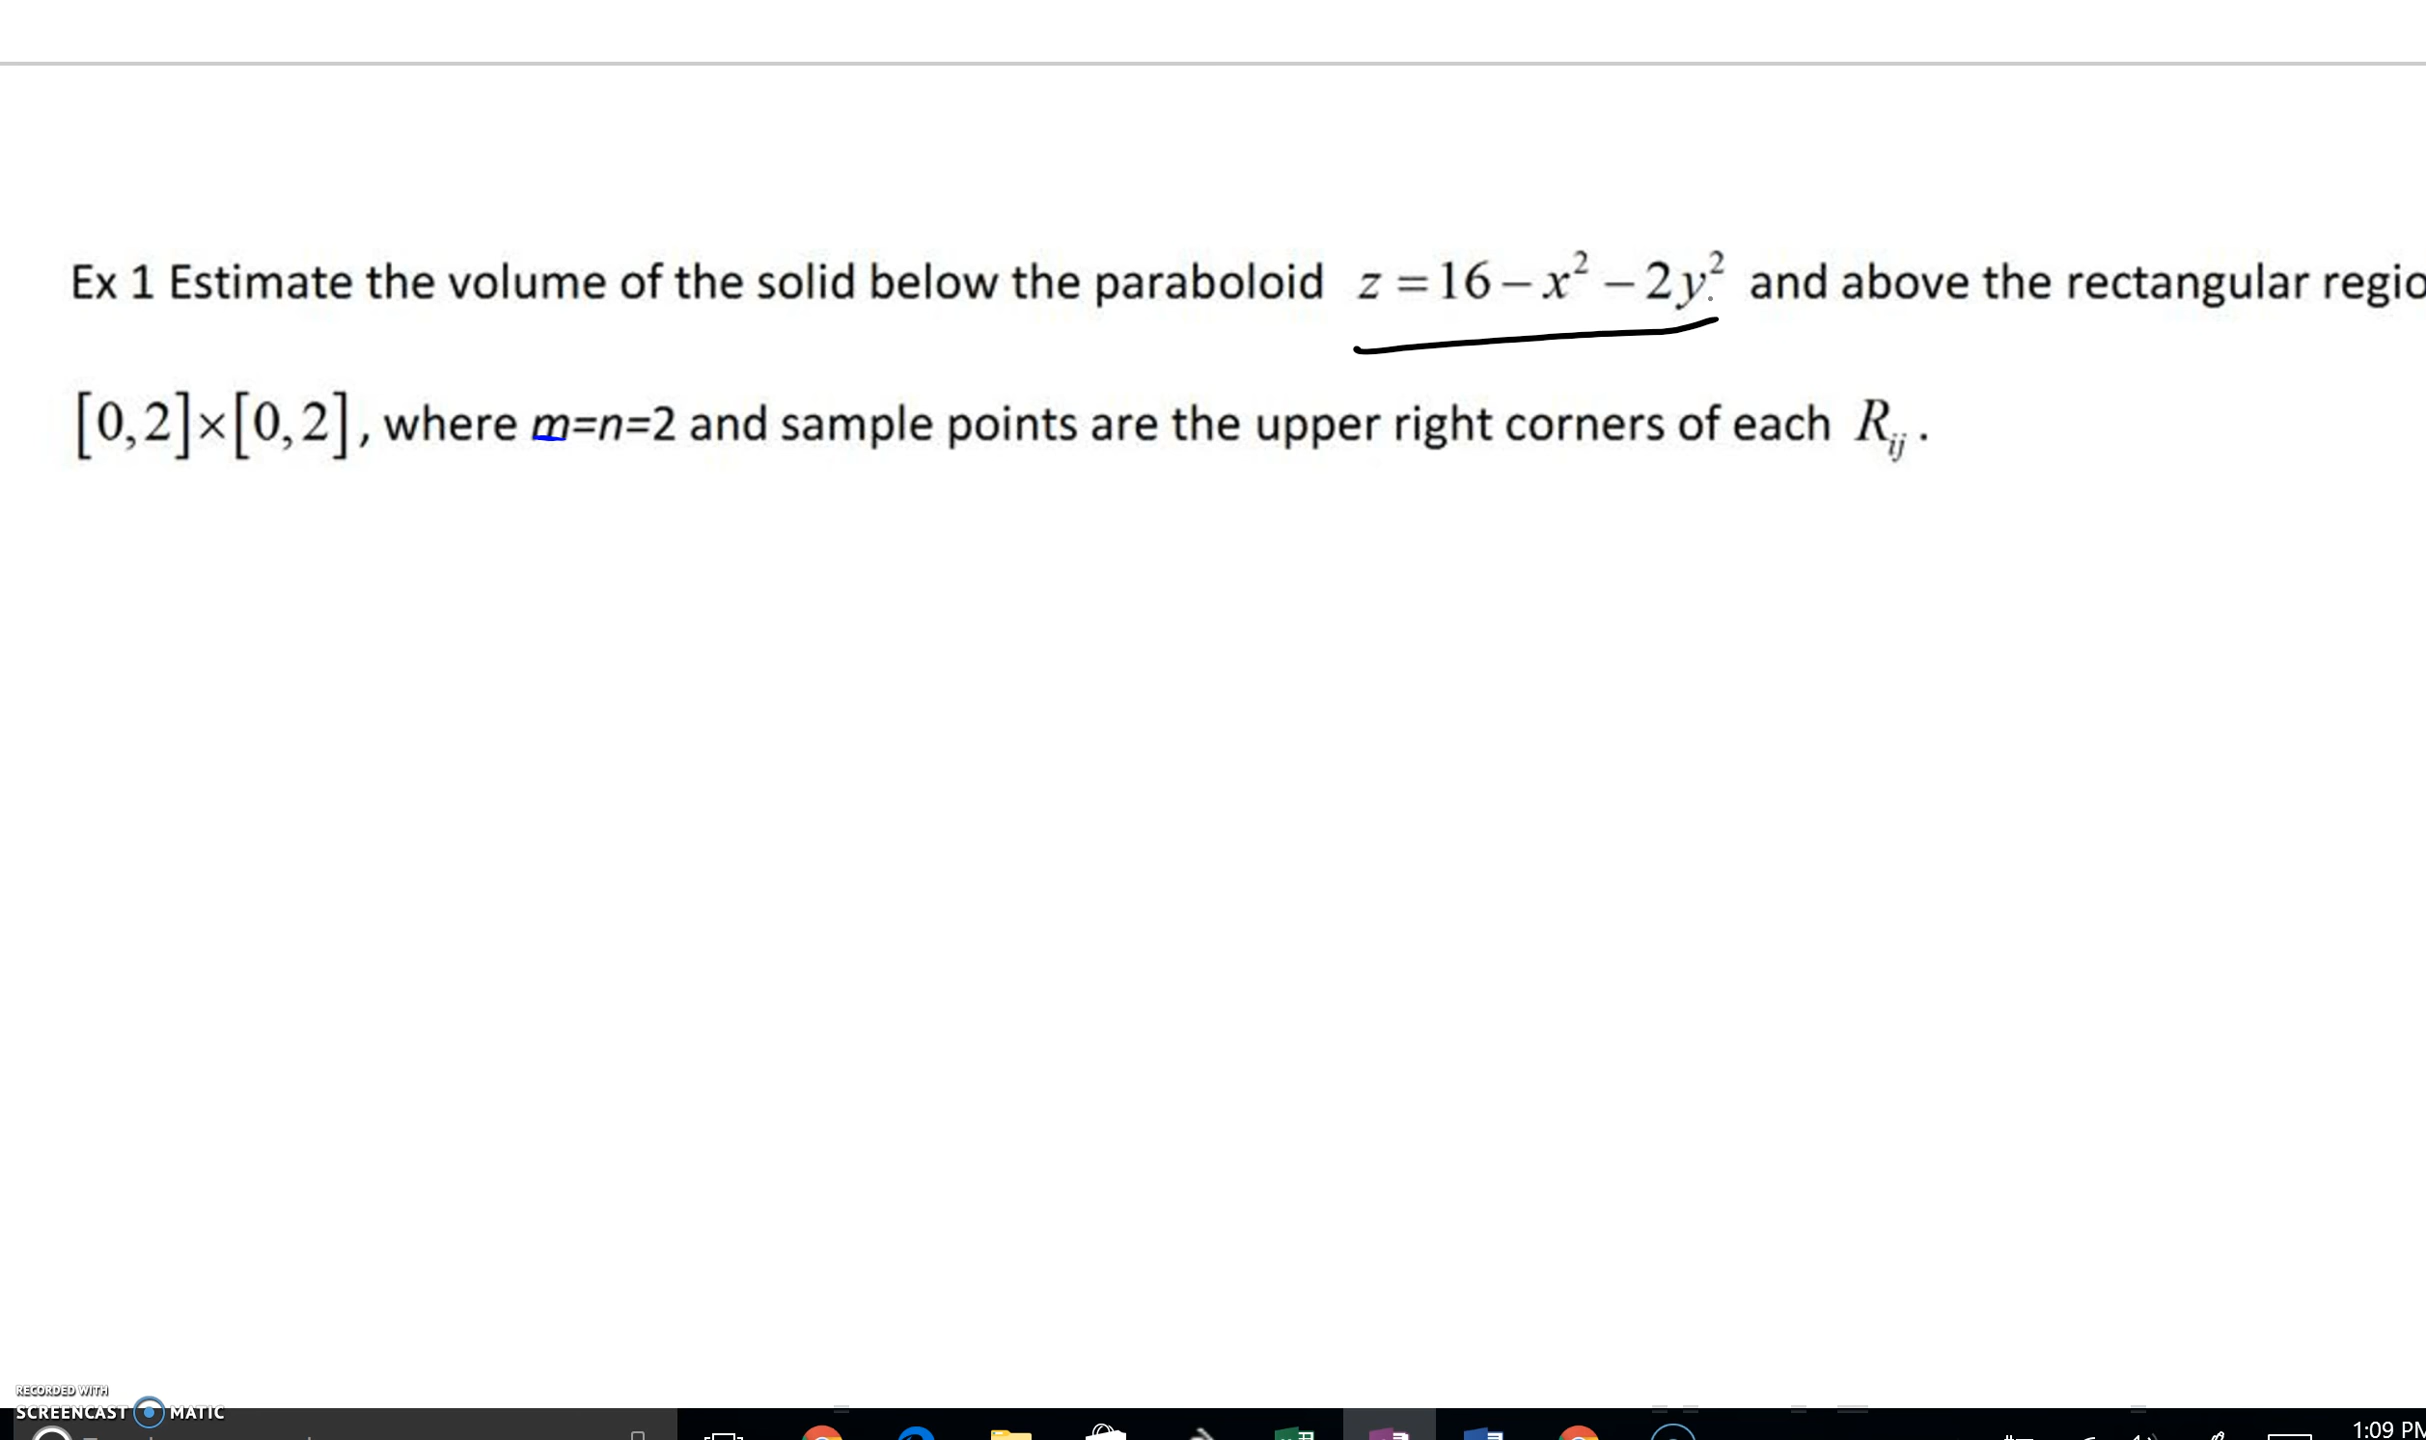 Ex 1 Estimate the volume of the solid below the paraboloid z = 16 − x² − 2y² and above the rectangular regio
[0,2]×[0,2], where m=n=2 and sample points are the upper right corners of each R_ij.
RECORDED WITH
SCREENCAST MATIC
1:09 PM